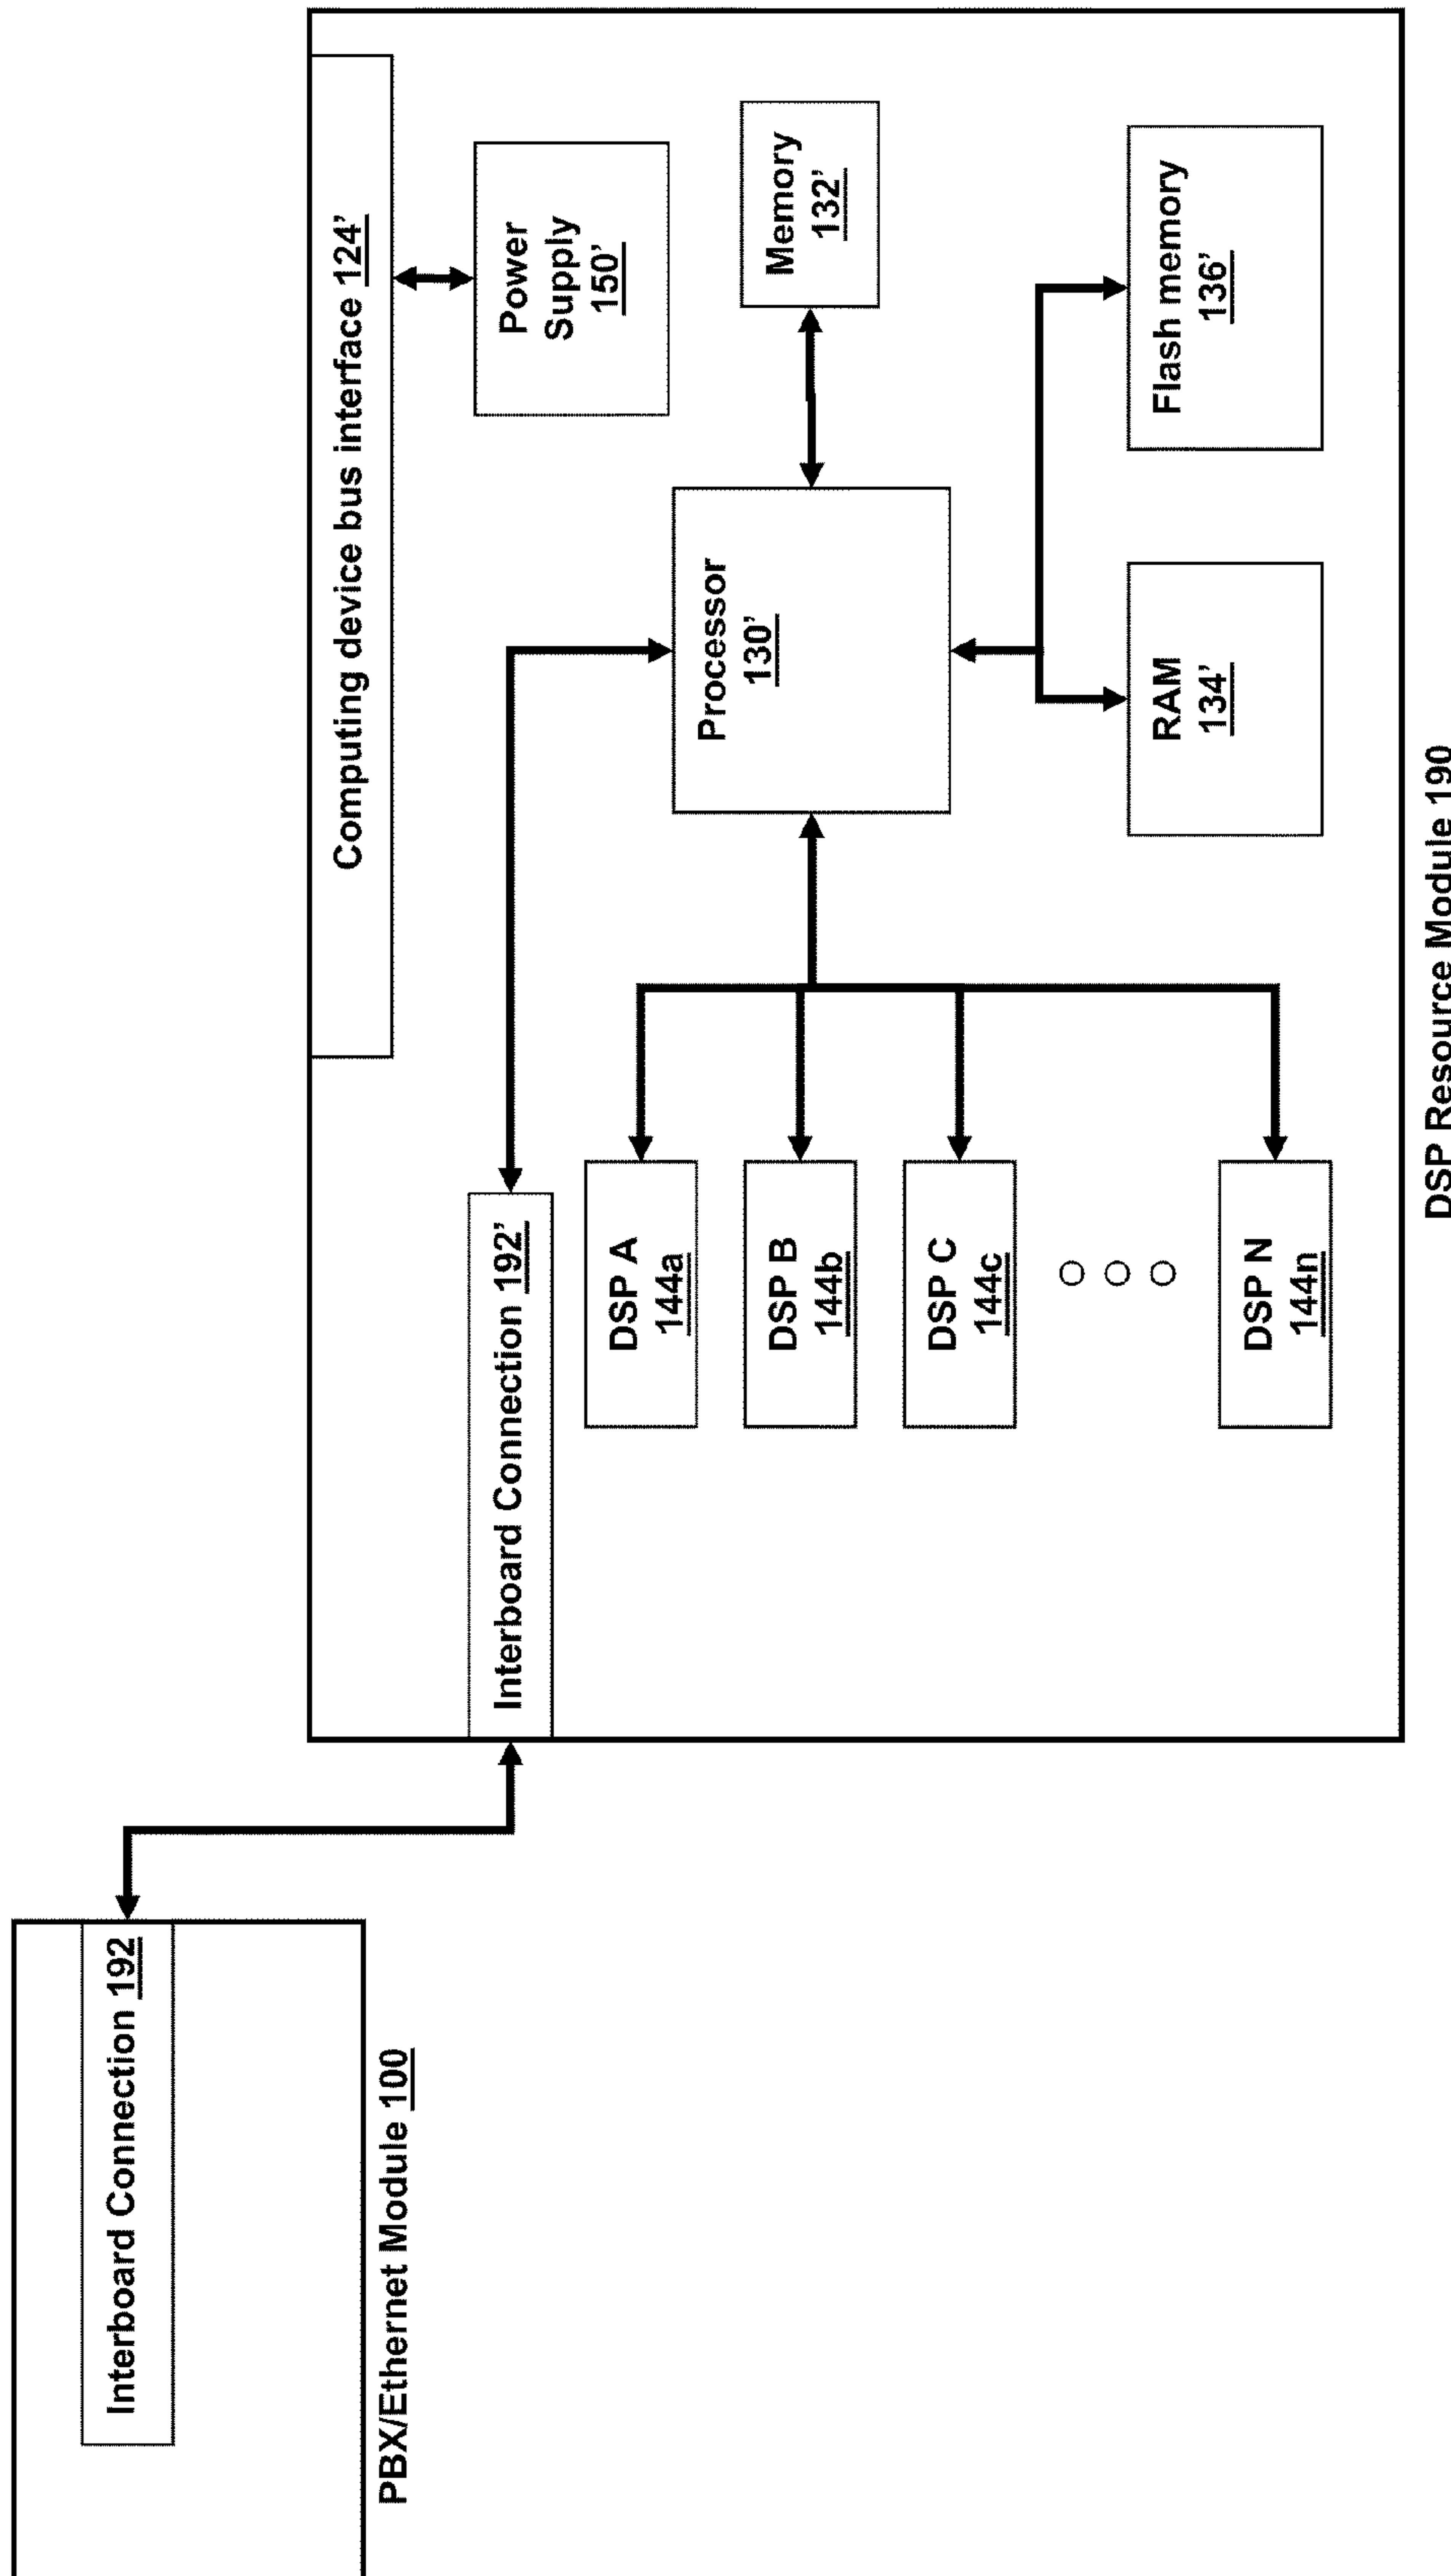 Computing device bus interface 124'
Power
Supply
150'
Interboard Connection 192
PBX/Ethernet Module 100
Interboard Connection 192'
Processor
130'
Memory
132'
DSP A
144a
DSP B
144b
DSP C
144c
DSP N
144n
RAM
134'
Flash memory
136'
DSP Resource Module 190